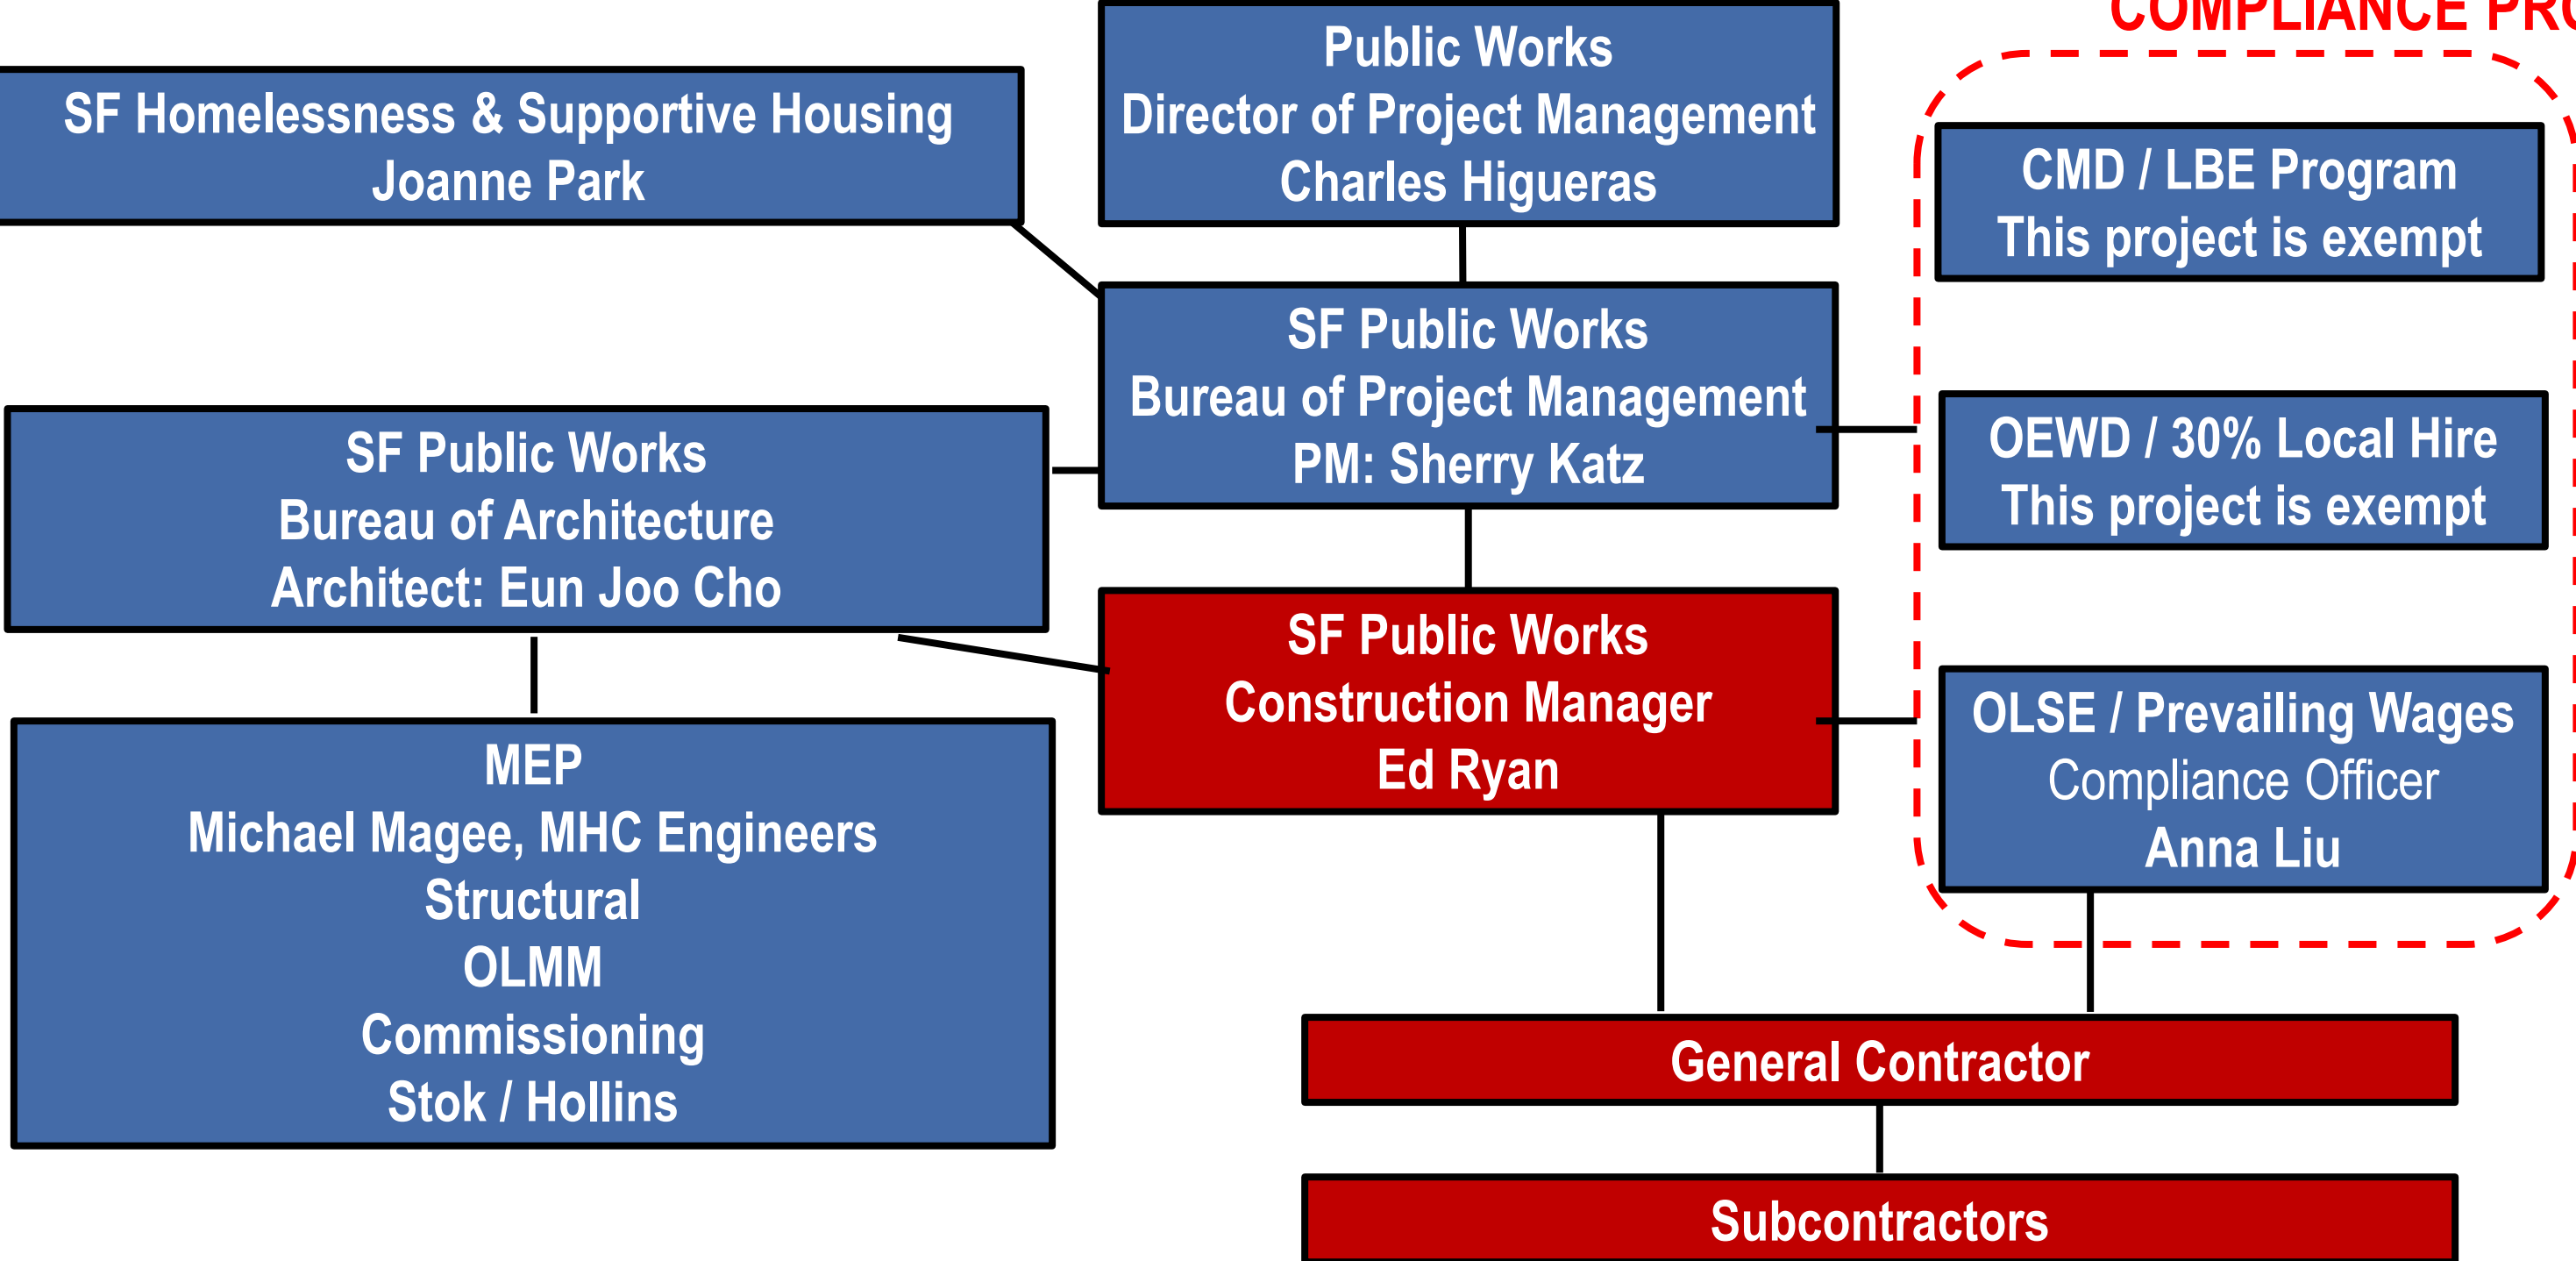 COMPLIANCE
Public Works
Director of Project Management
Charles Higueras
SF Homelessness & Supportive Housing
Joanne Park
CMD / LBE Program
This project is exempt
SF Public Works
Bureau of Project Management
PM: Sherry Katz
OEWD / 30% Local Hire
This project is exempt
SF Public Works
Bureau of Architecture
Architect: Eun Joo Cho
SF Public Works
Construction Manager
Ed Ryan
OLSE / Prevailing Wages
Compliance Officer
Anna Liu
MEP
Michael Magee, MHC Engineers
Structural
OLMM
Commissioning
Stok / Hollins
General Contractor
Subcontractors